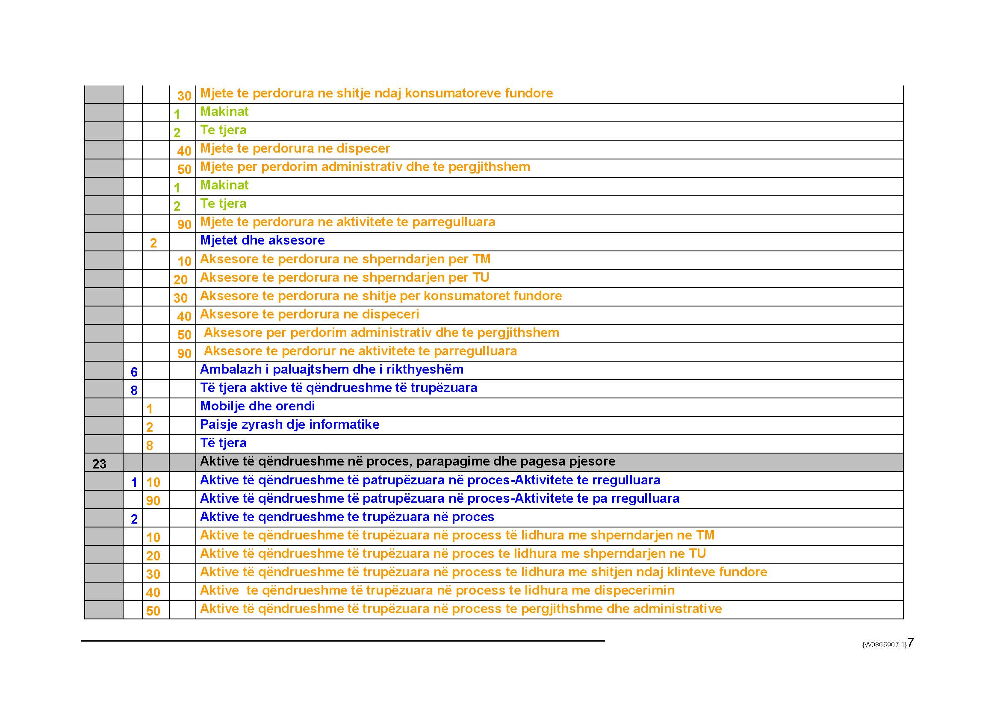 30 Mjete te perdorura ne shitje ndaj konsumatoreve fundore
1 Makinat
2 Te tjera
40 Mjete te perdorura ne dispecer
50 Mjete per perdorim administrativ dhe te pergjithshem
1 Makinat
2 Te tjera
90 Mjete te perdorura ne aktivitete te parregulluara
2 Mjetet dhe aksesore
10 Aksesore te perdorura ne shperndarjen per TM
20 Aksesore te perdorura ne shperndarjen per TU
30 Aksesore te perdorura ne shitje per konsumatoret fundore
40 Aksesore te perdorura ne dispeceri
50 Aksesore per perdorim administrativ dhe te pergjithshem
90 Aksesore te perdorur ne aktivitete te parregulluara
6 Ambalazh i paluajtshem dhe i rikthyeshëm
8 Të tjera aktive të qëndrueshme të trupëzuara
1 Mobilje dhe orendi
2 Paisje zyrash dje informatike
8 Të tjera
23 Aktive të qëndrueshme në proces, parapagime dhe pagesa pjesore
1 10 Aktive të qëndrueshme të patrupëzuara në proces-Aktivitete te rregulluara
90 Aktive të qëndrueshme të patrupëzuara në proces-Aktivitete te pa rregulluara
2 Aktive te qendrueshme te trupëzuara në proces
10 Aktive te qëndrueshme të trupëzuara në process të lidhura me shperndarjen ne TM
20 Aktive të qëndrueshme të trupëzuara në proces te lidhura me shperndarjen ne TU
30 Aktive të qëndrueshme të trupëzuara në process te lidhura me shitjen ndaj klinteve fundore
40 Aktive te qëndrueshme të trupëzuara në process te lidhura me dispecerimin
50 Aktive të qëndrueshme të trupëzuara në process te pergjithshme dhe administrative
{W0866907.1}7